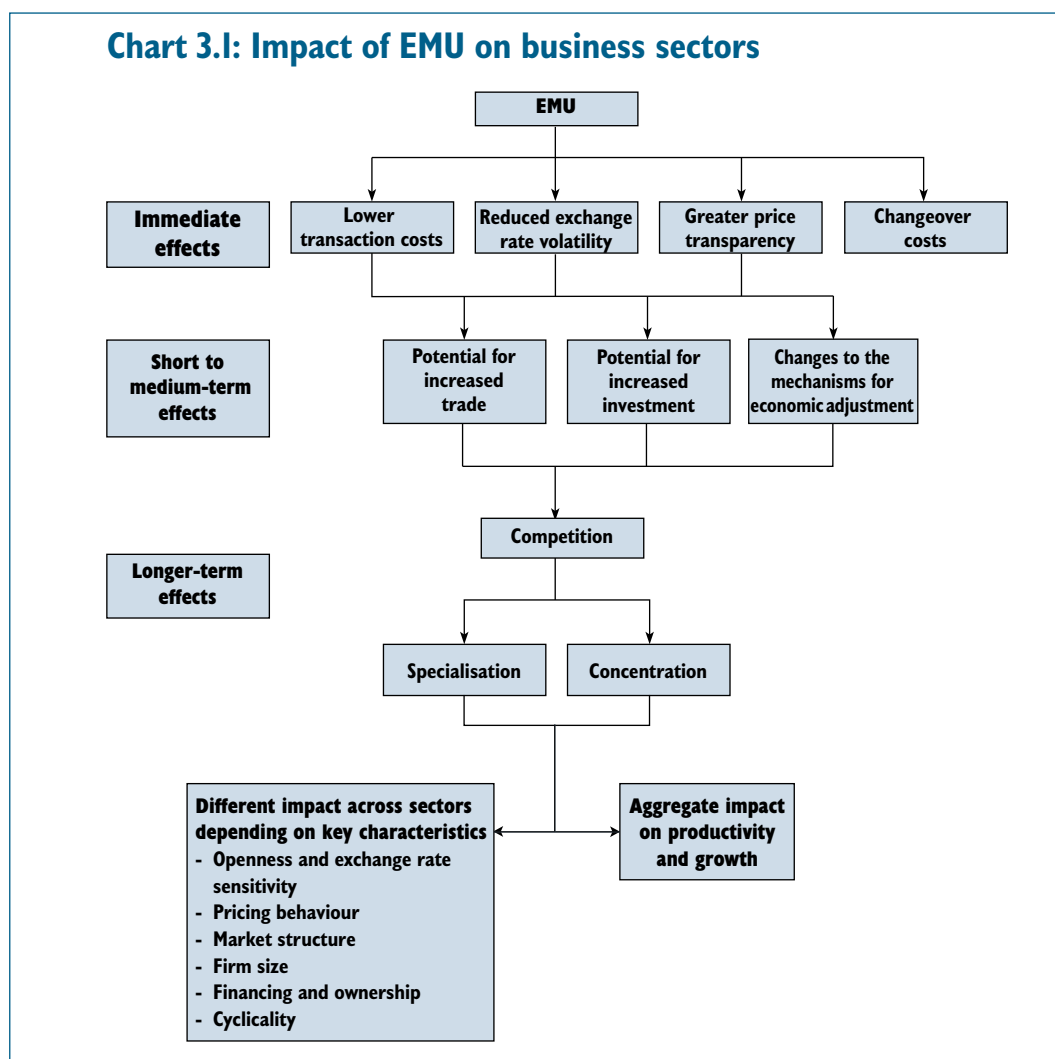 Chart 3.1: Impact of EMU on business sectors
EMU
Immediate
effects
Lower
transaction costs
Reduced exchange
rate volatility
Greater price
transparency
Changeover
costs
Short to
medium-term
effects
Potential for
increased
trade
Potential for
increased
investment
Changes to the
mechanisms for
economic adjustment
Competition
Longer-term
effects
Specialisation
Concentration
Different impact across sectors
depending on key characteristics
- Openness and exchange rate
sensitivity
- Pricing behaviour
- Market structure
- Firm size
- Financing and ownership
- Cyclicality
Aggregate impact
on productivity
and growth